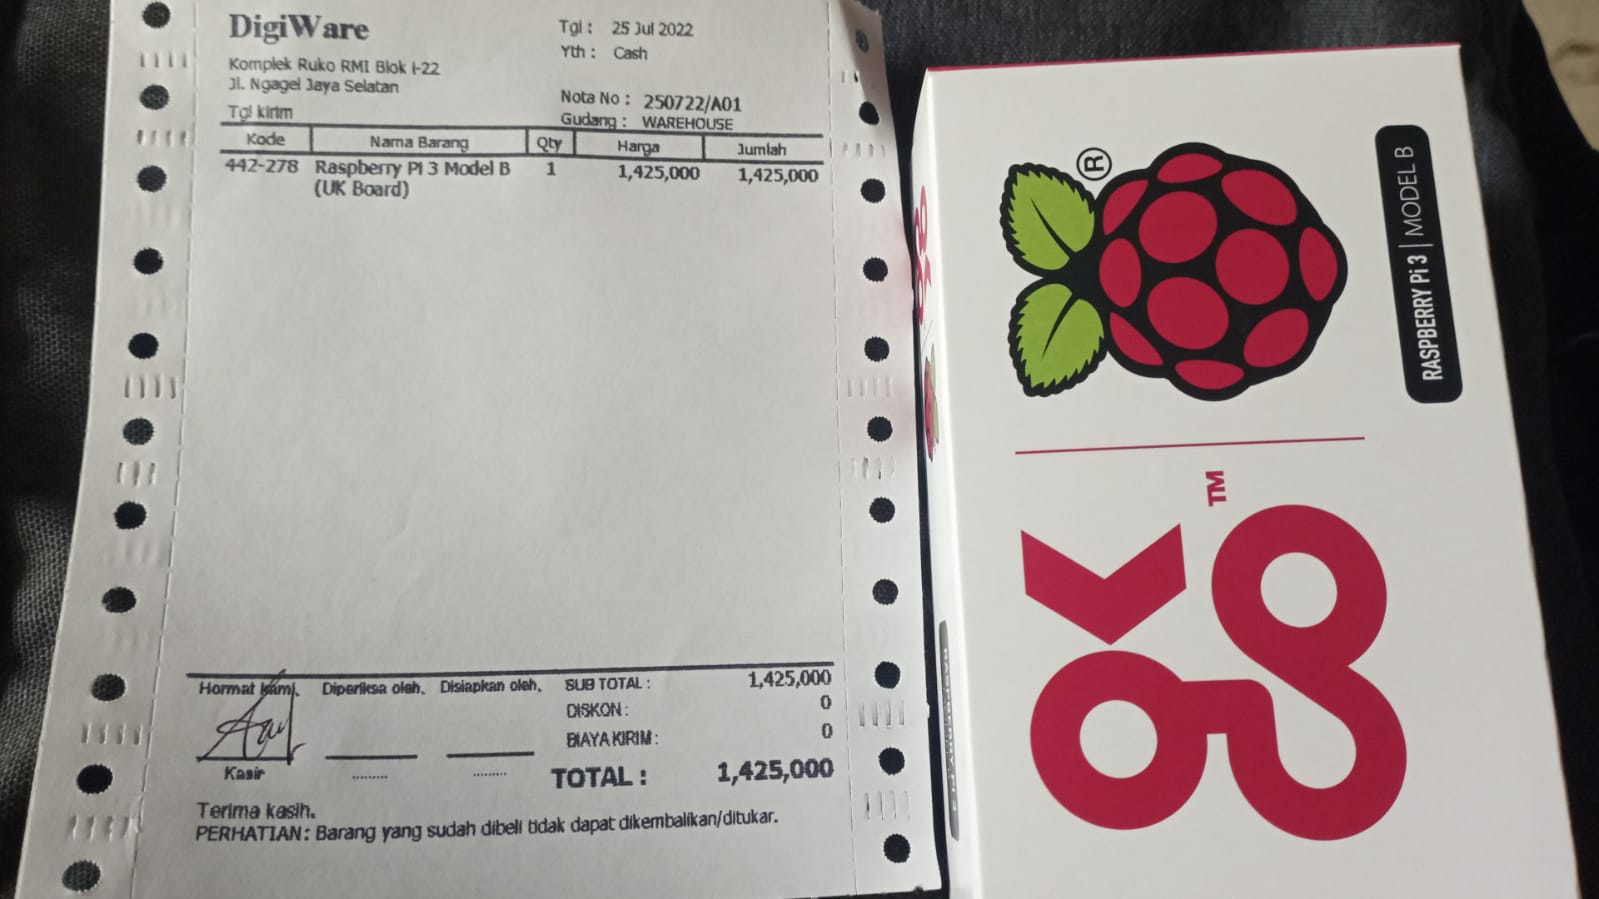 DigiWare
Komplek Ruko RMI Blok I-22
Jl. Ngagel Jaya Selatan
Tgl kirim
Tgl : 25 Jul 2022
Yth : Cash
Nota No : 250722/A01
Gudang : WAREHOUSE
Kode Nama Barang Qty Harga Jumlah
442-278 Raspberry Pi 3 Model B 1 1,425,000 1,425,000
(UK Board)
Hormat kami, Diperiksa oleh, Disiapkan oleh,
Kasir
SUB TOTAL : 1,425,000
DISKON : 0
BIAYA KIRIM : 0
TOTAL : 1,425,000
Terima kasih.
PERHATIAN : Barang yang sudah dibeli tidak dapat dikembalikan/ditukar.
®
RASPBERRY Pi 3 | MODEL B
TM